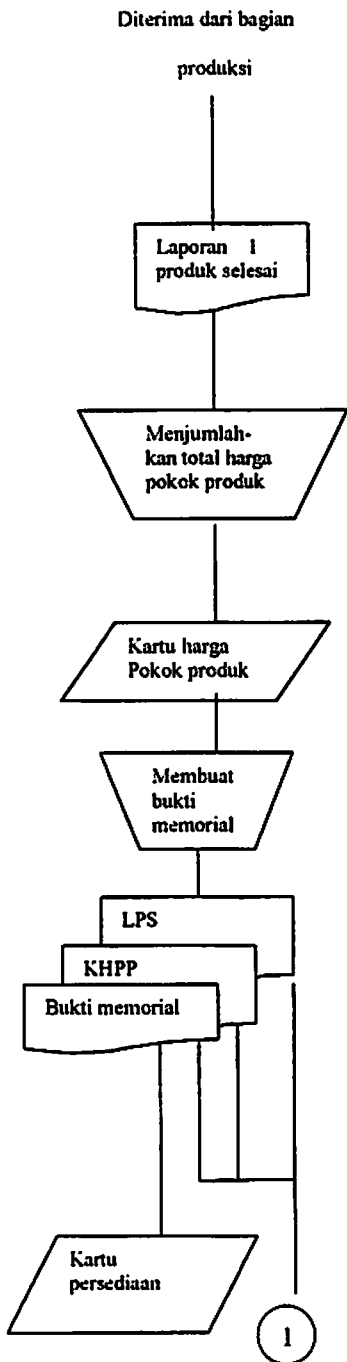 Diterima dari bagian
produksi
Laporan 1
produk selesai
Menjumlah-
kan total harga
pokok produk
Kartu harga
Pokok produk
Membuat
bukti
memorial
LPS
KHPP
Bukti memorial
Kartu
persediaan
1